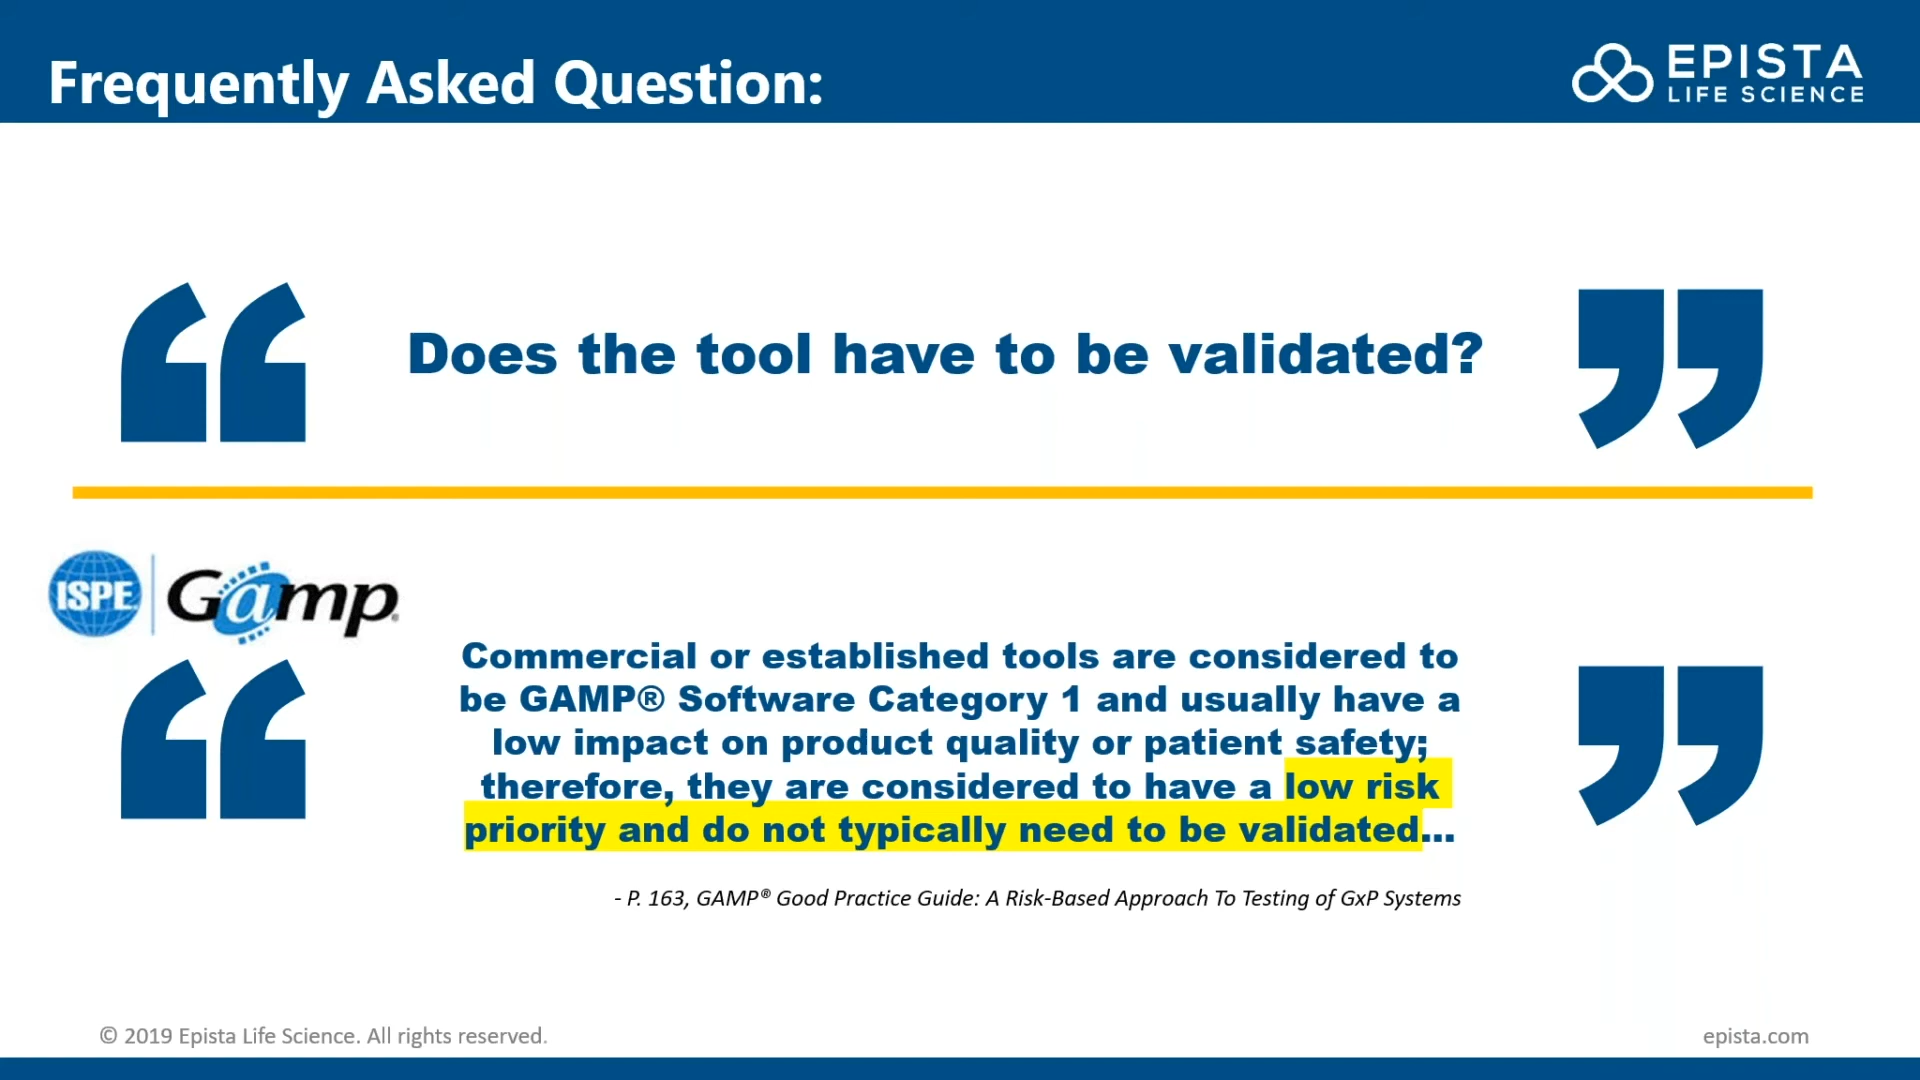 Frequently Asked Question:
EPISTA
LIFE SCIENCE
“ Does the tool have to be validated? ”
ISPE | Gamp®
“ Commercial or established tools are considered to
be GAMP® Software Category 1 and usually have a
low impact on product quality or patient safety;
therefore, they are considered to have a low risk
priority and do not typically need to be validated... ”
- P. 163, GAMP® Good Practice Guide: A Risk-Based Approach To Testing of GxP Systems
© 2019 Epista Life Science. All rights reserved.
epista.com